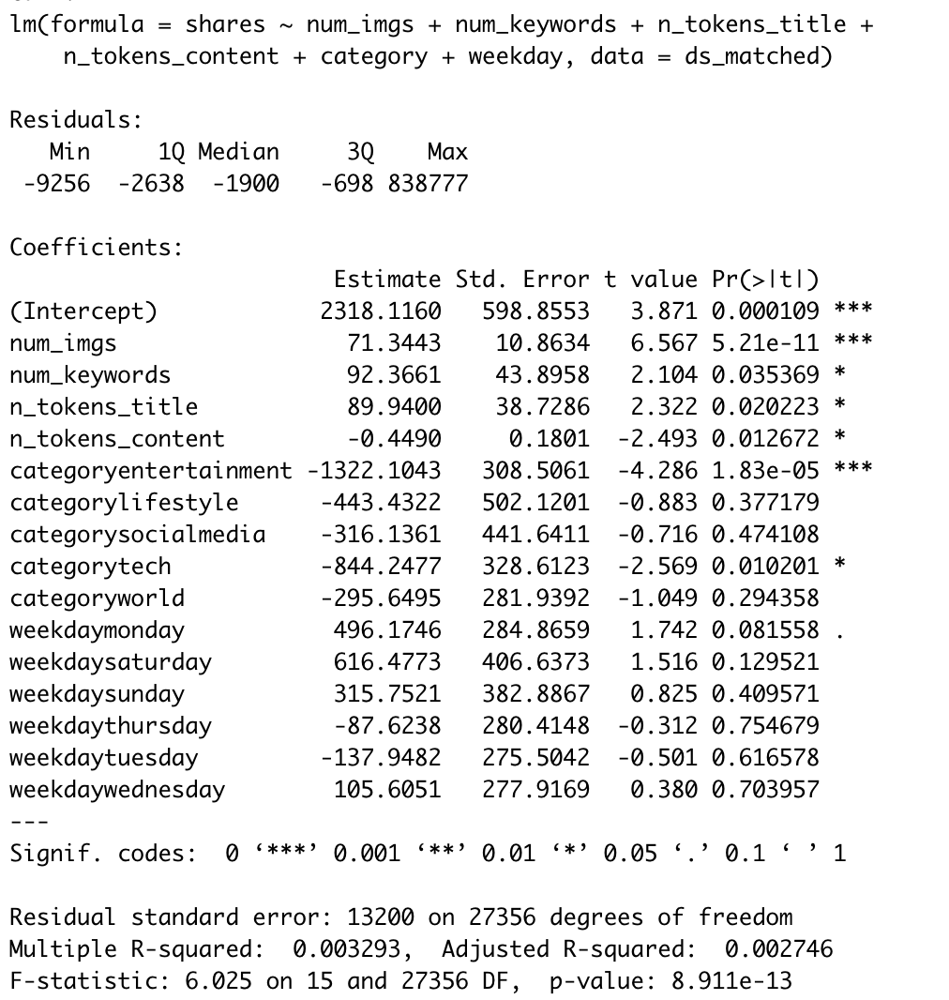 lm(formula = shares ~ num_imgs + num_keywords + n_tokens_title +
    n_tokens_content + category + weekday, data = ds_matched)

Residuals:
   Min     1Q Median     3Q    Max
 -9256  -2638  -1900   -698 838777

Coefficients:
                        Estimate Std. Error t value Pr(>|t|)
(Intercept)            2318.1160   598.8553   3.871 0.000109 ***
num_imgs                 71.3443    10.8634   6.567 5.21e-11 ***
num_keywords             92.3661    43.8958   2.104 0.035369 *
n_tokens_title           89.9400    38.7286   2.322 0.020223 *
n_tokens_content         -0.4490     0.1801  -2.493 0.012672 *
categoryentertainment -1322.1043   308.5061  -4.286 1.83e-05 ***
categorylifestyle      -443.4322   502.1201  -0.883 0.377179
categorysocialmedia    -316.1361   441.6411  -0.716 0.474108
categorytech           -844.2477   328.6123  -2.569 0.010201 *
categoryworld          -295.6495   281.9392  -1.049 0.294358
weekdaymonday           496.1746   284.8659   1.742 0.081558 .
weekdaysaturday         616.4773   406.6373   1.516 0.129521
weekdaysunday           315.7521   382.8867   0.825 0.409571
weekdaythursday         -87.6238   280.4148  -0.312 0.754679
weekdaytuesday         -137.9482   275.5042  -0.501 0.616578
weekdaywednesday        105.6051   277.9169   0.380 0.703957
---
Signif. codes:  0 ‘***’ 0.001 ‘**’ 0.01 ‘*’ 0.05 ‘.’ 0.1 ‘ ’ 1

Residual standard error: 13200 on 27356 degrees of freedom
Multiple R-squared:  0.003293,  Adjusted R-squared:  0.002746
F-statistic: 6.025 on 15 and 27356 DF,  p-value: 8.911e-13